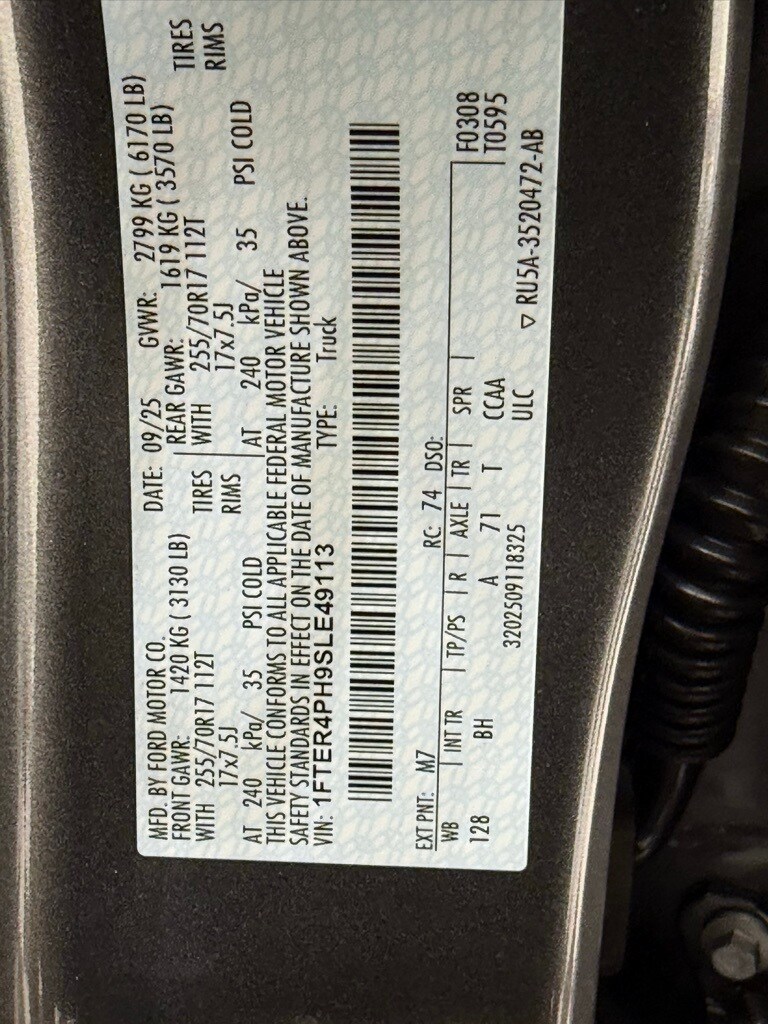 MFD. BY FORD MOTOR CO. DATE: 09/25 GVWR: 2799 KG ( 6170 LB)
FRONT GAWR: 1420 KG ( 3130 LB) REAR GAWR: 1619 KG ( 3570 LB)
WITH 255/70R17 112T TIRES WITH 255/70R17 112T TIRES
17x7.5J RIMS 17x7.5J RIMS
AT 240 kPa/ 35 PSI COLD AT 240 kPa/ 35 PSI COLD
THIS VEHICLE CONFORMS TO ALL APPLICABLE FEDERAL MOTOR VEHICLE
SAFETY STANDARDS IN EFFECT ON THE DATE OF MANUFACTURE SHOWN ABOVE.
VIN: 1FTER4PH9SLE49113 TYPE: Truck
EXT PNT: M7 RC: 74 DSO: F0308
WB INT TR TP/PS R AXLE TR SPR T0595
128 BH A 71 T CCAA
3202509118325 ULC ▽ RU5A-3520472-AB